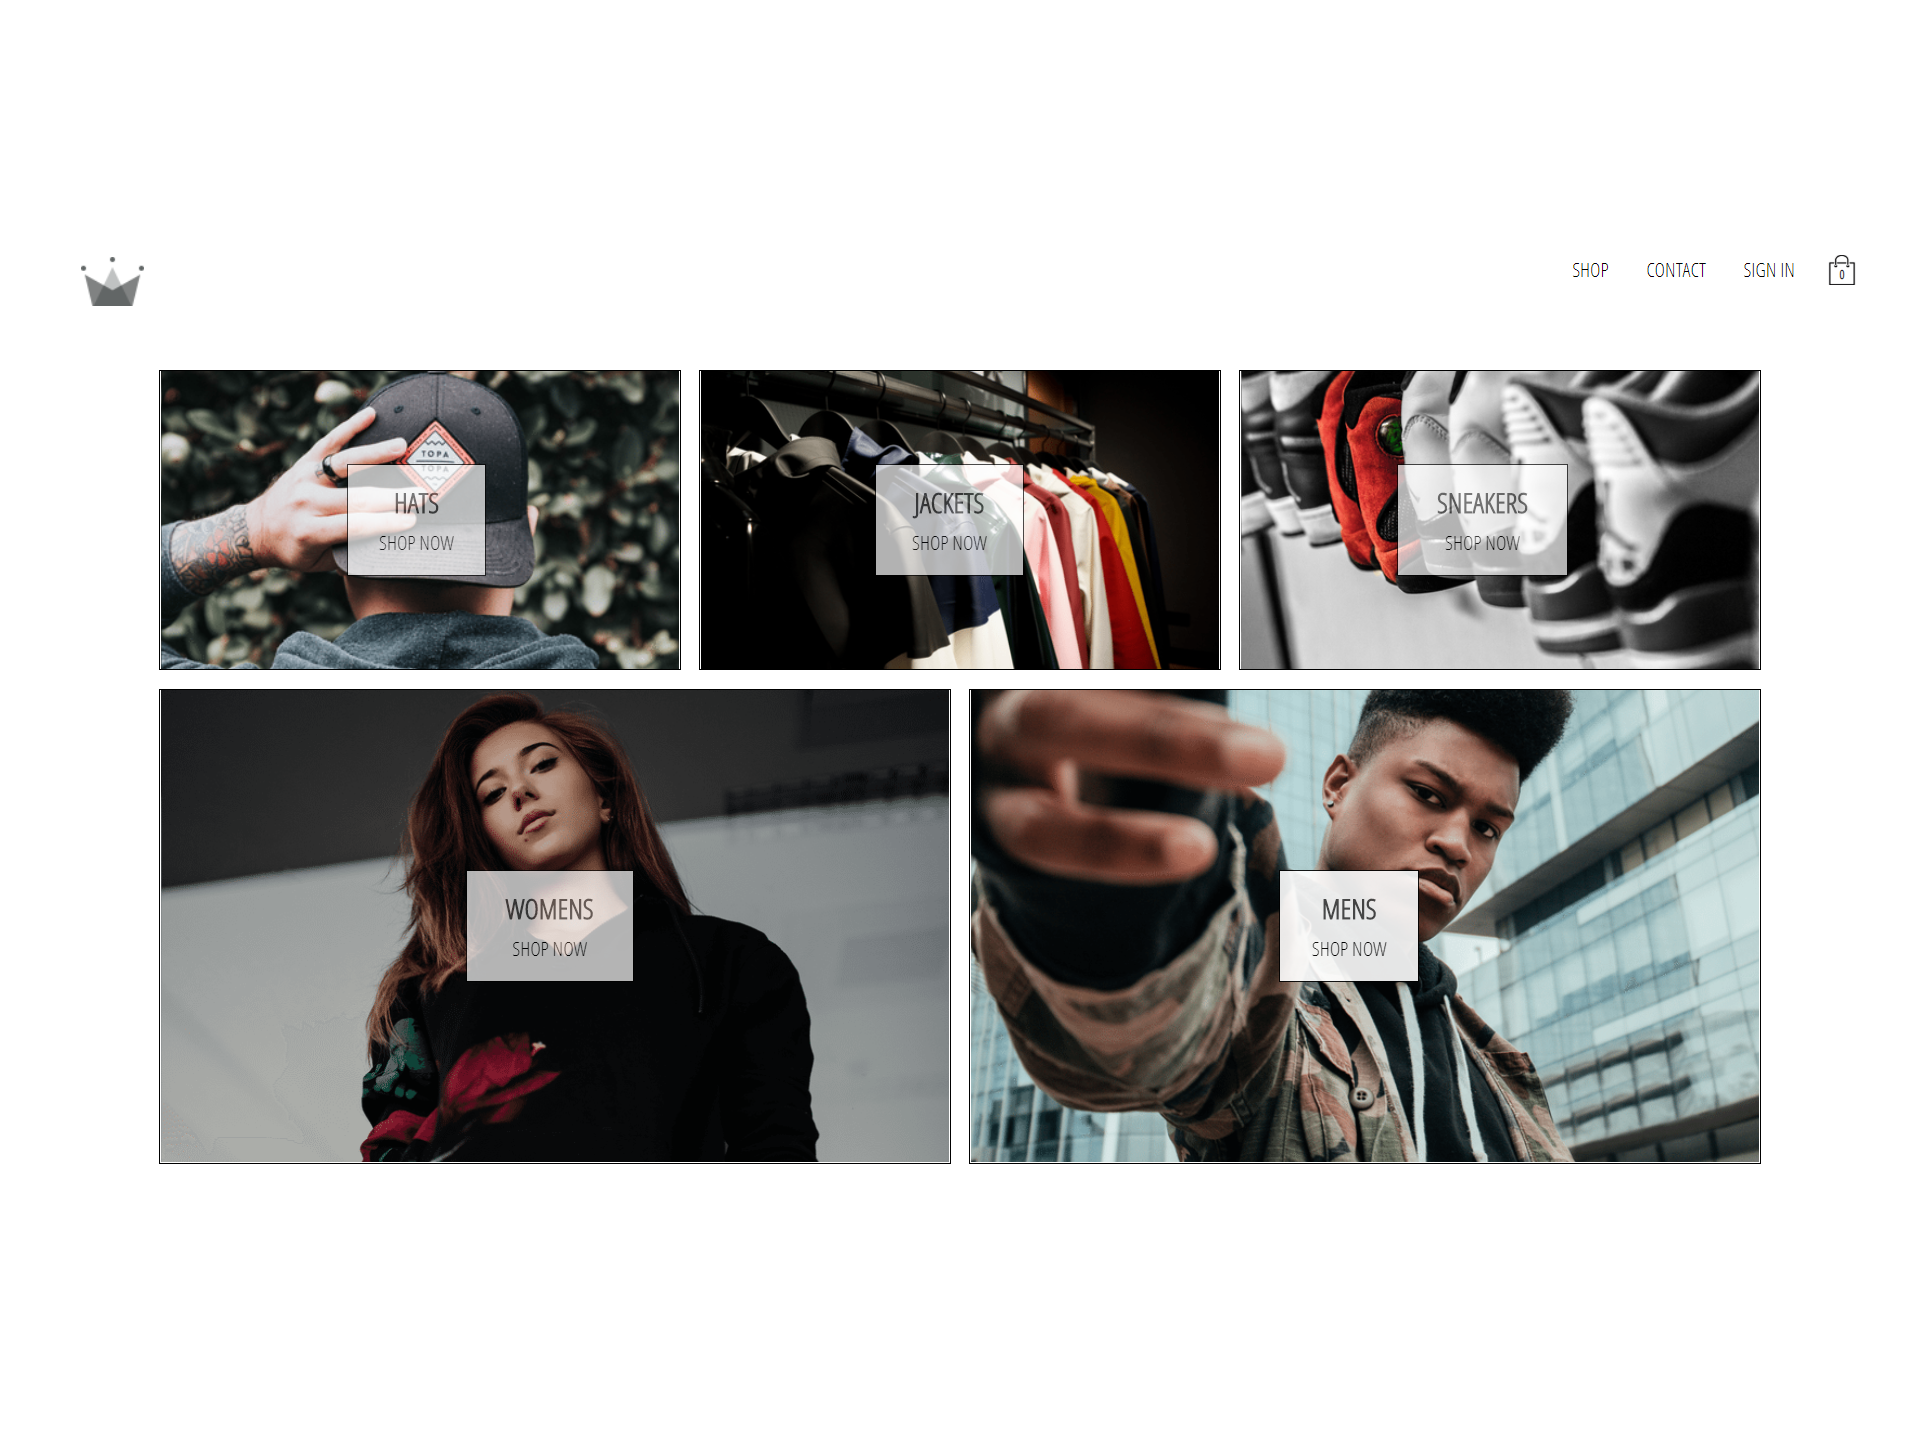 SHOP
CONTACT
SIGN IN
0
TOPA
TOPA
HATS
SHOP NOW
JACKETS
SHOP NOW
SNEAKERS
SHOP NOW
WOMENS
SHOP NOW
MENS
SHOP NOW